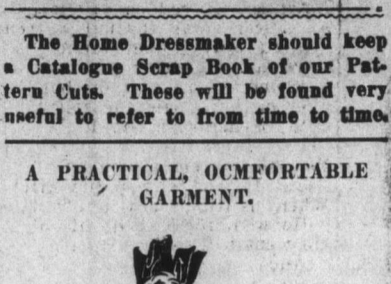 The Home Dressmaker should keep
a Catalogue Scrap Book of our Pat-
tern Cuts. These will be found very
useful to refer to from time to time.
A PRACTICAL, OCMFORTABLE
GARMENT.